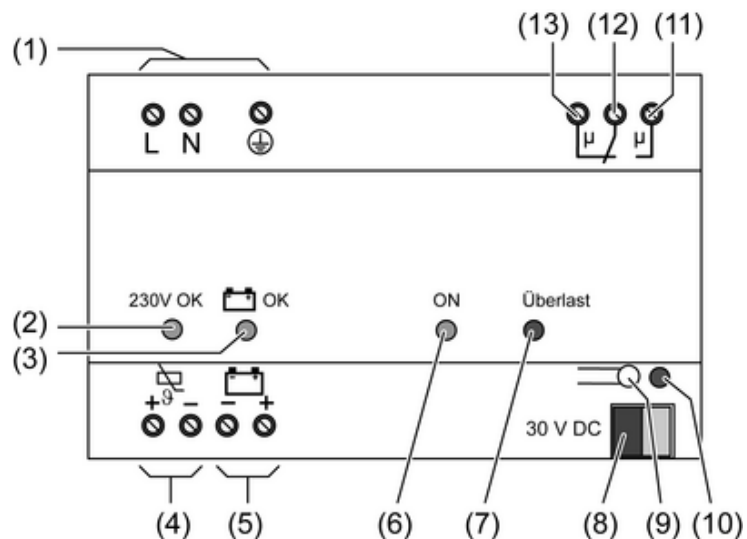 (13) (12) (11)
(1)
L N
µ µ
230V OK OK ON Überlast
(2)
(3)
+ ϑ − − +
30 V DC
(4) (5) (6) (7) (8) (9) (10)